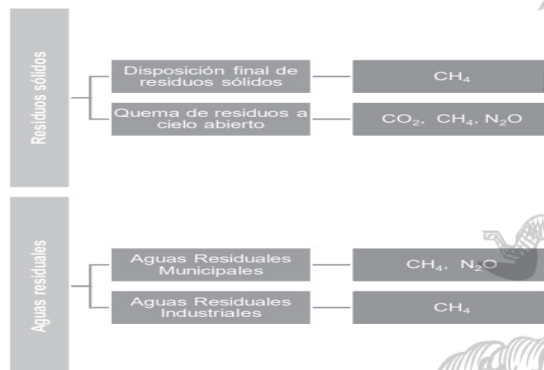 Residuos sólidos
Disposición final de
residuos sólidos
CH₄
Quema de residuos a
cielo abierto
CO₂, CH₄, N₂O
Aguas residuales
Aguas Residuales
Municipales
CH₄, N₂O
Aguas Residuales
Industriales
CH₄